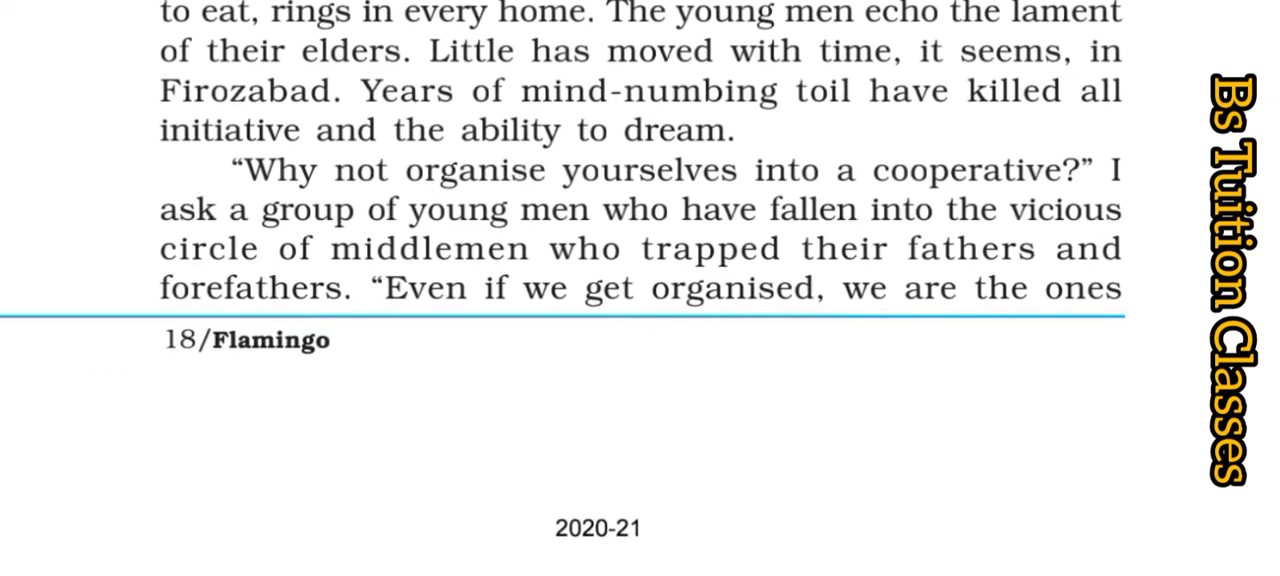 to eat, rings in every home. The young men echo the lament
of their elders. Little has moved with time, it seems, in
Firozabad. Years of mind-numbing toil have killed all
initiative and the ability to dream.
“Why not organise yourselves into a cooperative?” I
ask a group of young men who have fallen into the vicious
circle of middlemen who trapped their fathers and
forefathers. “Even if we get organised, we are the ones
18/Flamingo
2020-21
Bs Tuition Classes